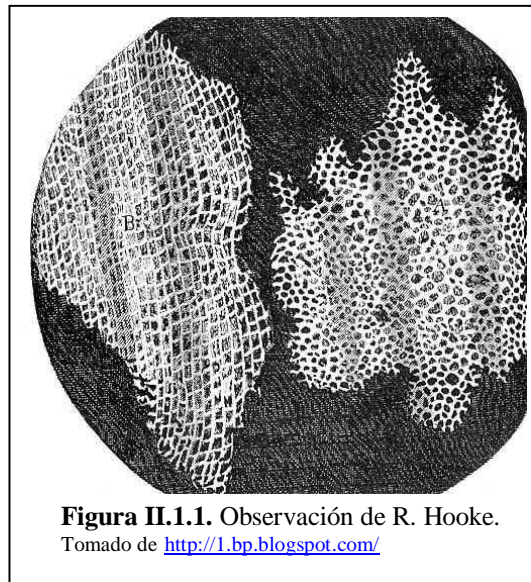 B
A
Figura II.1.1. Observación de R. Hooke.
Tomado de http://1.bp.blogspot.com/